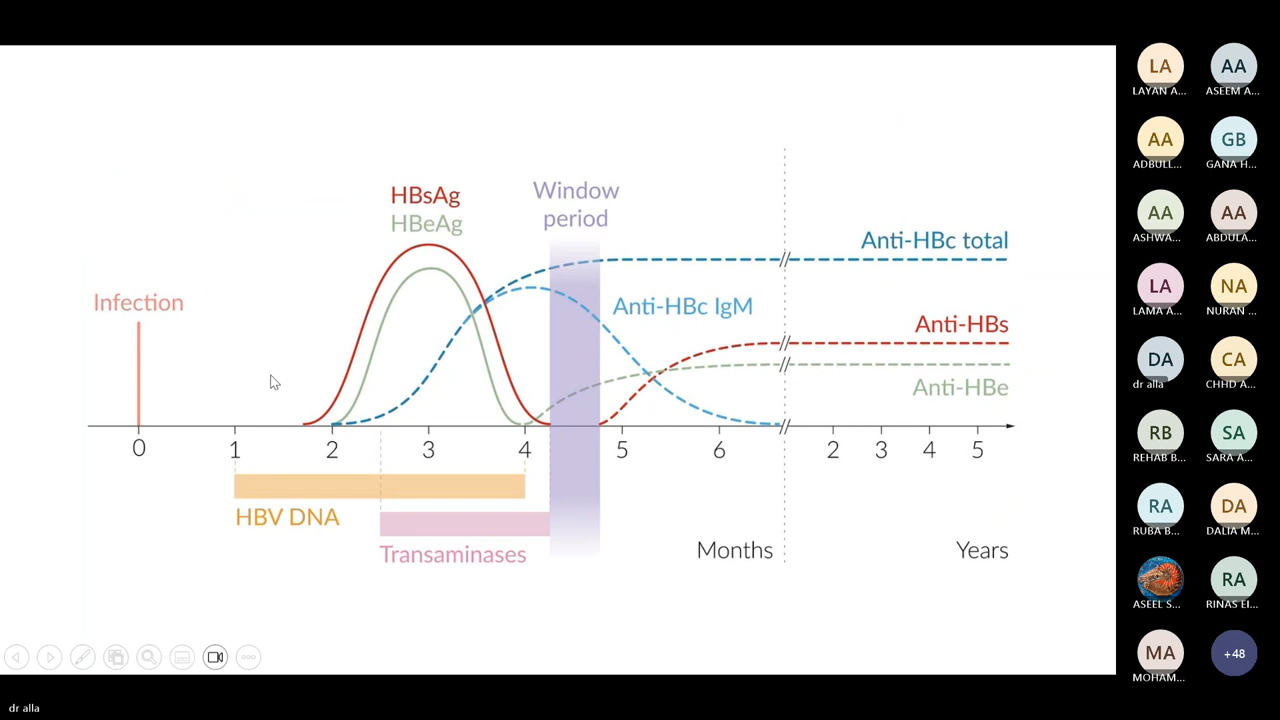 HBsAg
HBeAg
Window
period
Anti-HBc total
Infection
Anti-HBc IgM
Anti-HBs
Anti-HBe
0 1 2 3 4 5 6 2 3 4 5
HBV DNA
Transaminases
Months
Years
LA
LAYAN A...
AA
ASEEM A...
AA
ADBULL...
GB
GANA H...
AA
ASHWA...
AA
ABDULA...
LA
LAMA A...
NA
NURAN ...
DA
dr alla
CA
CHHD A...
RB
REHAB B...
SA
SARA A...
RA
RUBA B...
DA
DALIA M...
ASEEL S...
RA
RINAS EI...
MA
MOHAM...
+48
dr alla